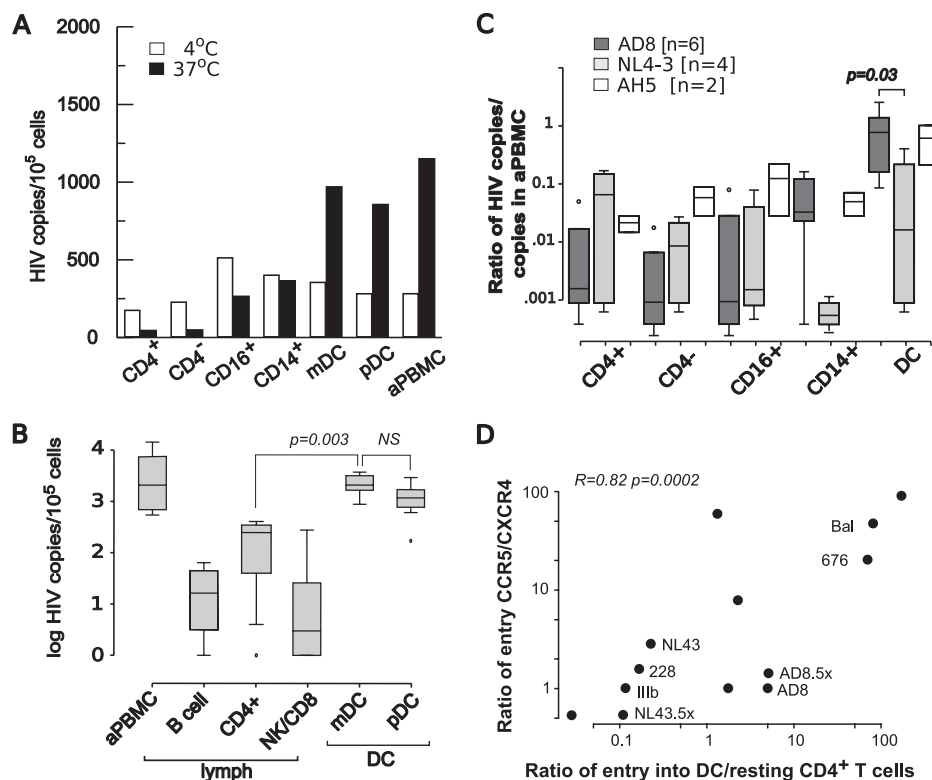 A
4°C
37°C
HIV copies/10⁵ cells
2000
1500
1000
500
0
CD4⁺
CD4⁻
CD16⁺
CD14⁺
mDC
pDC
aPBMC
B
p=0.003
NS
log HIV copies/10⁵ cells
4
3
2
1
0
aPBMC
B cell
CD4+
NK/CD8
mDC
pDC
lymph
DC
C
AD8 [n=6]
NL4-3 [n=4]
AH5 [n=2]
p=0.03
Ratio of HIV copies/
copies in aPBMC
1
0.1
.01
.001
CD4+
CD4-
CD16+
CD14+
DC
D
R=0.82 p=0.0002
Ratio of entry CCR5/CXCR4
100
10
1
Bal
676
NL43
228
IIIb
NL43.5x
AD8.5x
AD8
0.1
1
10
100
Ratio of entry into DC/resting CD4⁺ T cells